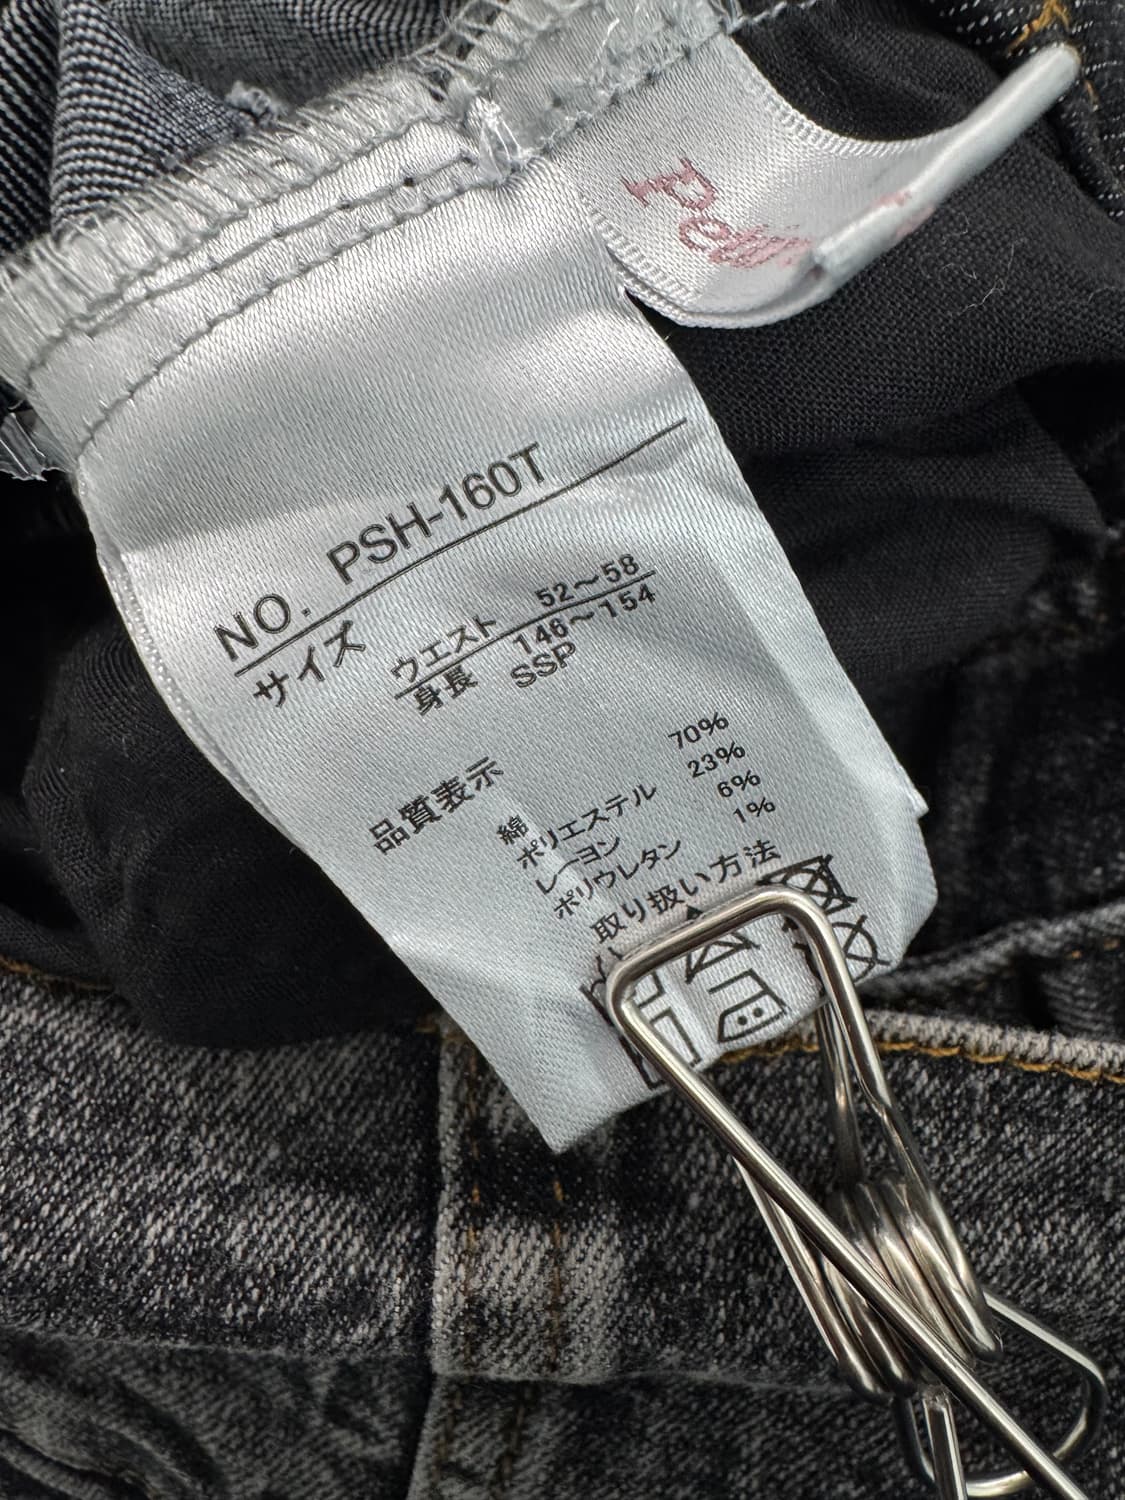 NO. PSH-160T
サイズ
ウエスト 52～58
身長 146～154
SSP
品質表示
綿 70%
ポリエステル 23%
レーヨン 6%
ポリウレタン 1%
取り扱い方法